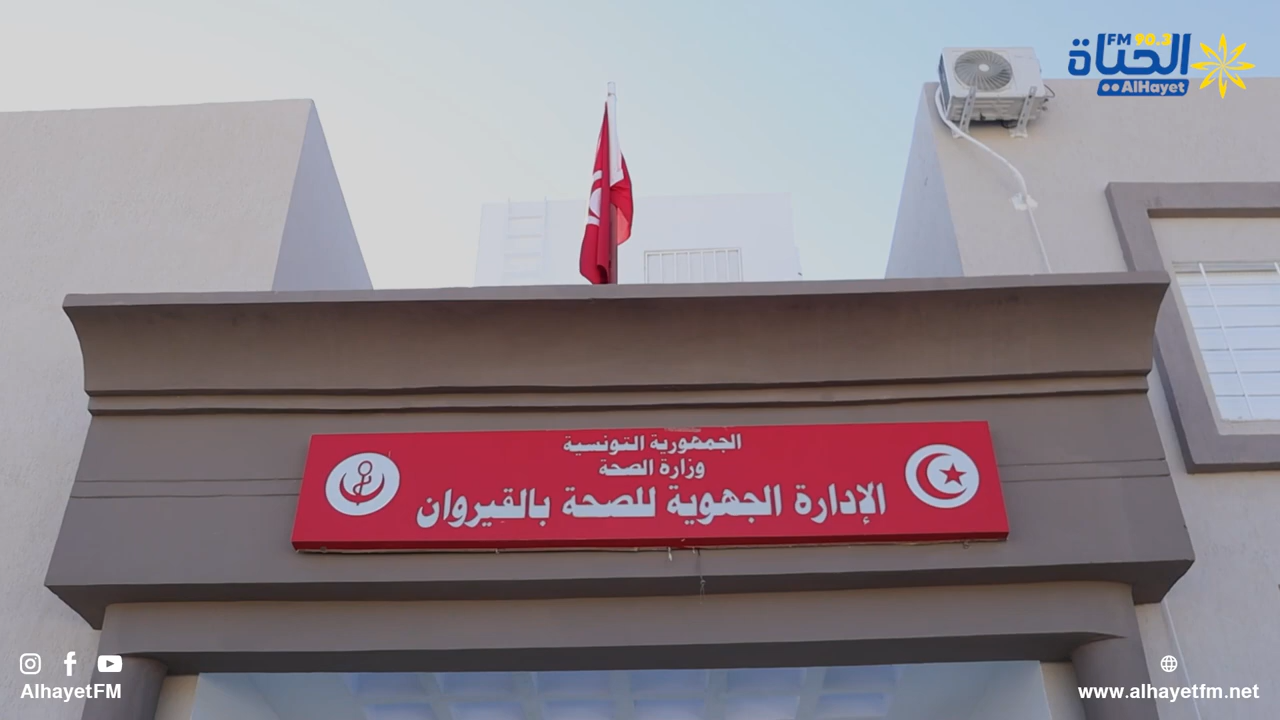 الحياة
FM 90.3
AlHayet
الجمهورية التونسية
وزارة الصحة
الإدارة الجهوية للصحة بالقيروان
AlhayetFM
www.alhayetfm.net